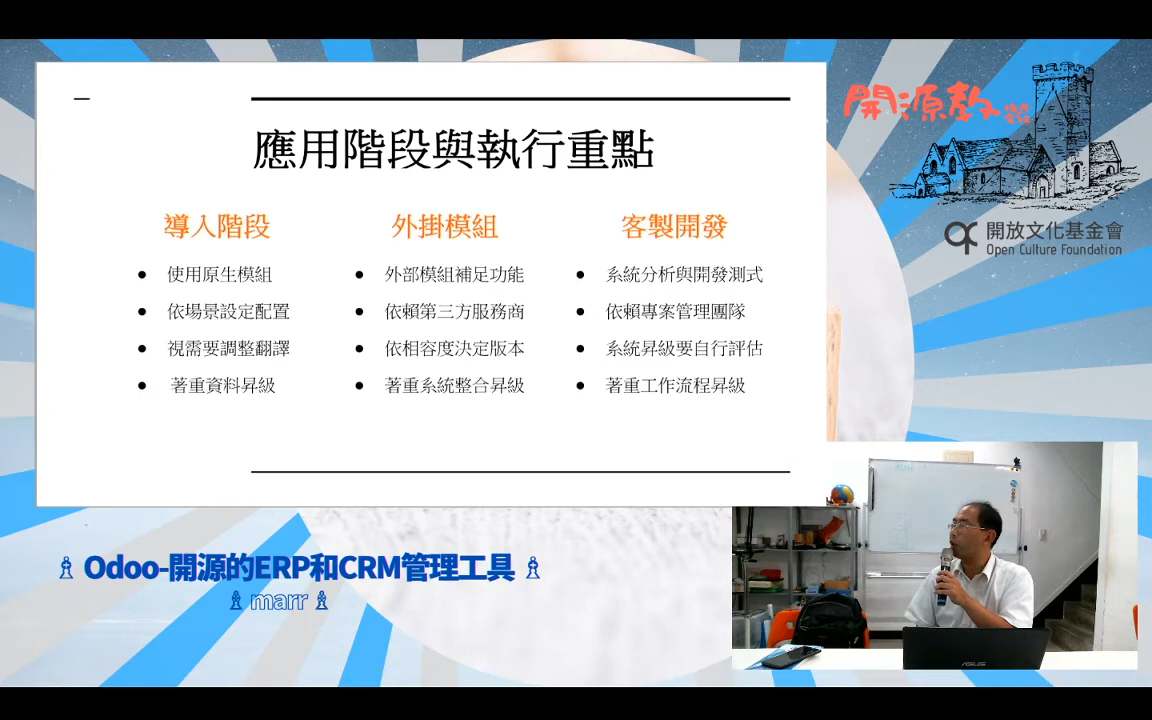 應用階段與執行重點
導入階段
使用原生模組
依場景設定配置
視需要調整翻譯
著重資料昇級
外掛模組
外部模組補足功能
依賴第三方服務商
依相容度決定版本
著重系統整合昇級
客製開發
系統分析與開發測式
依賴專案管理團隊
系統昇級要自行評估
著重工作流程昇級
開源教
開放文化基金會
Open Culture Foundation
Odoo-開源的ERP和CRM管理工具
marr
ASUS